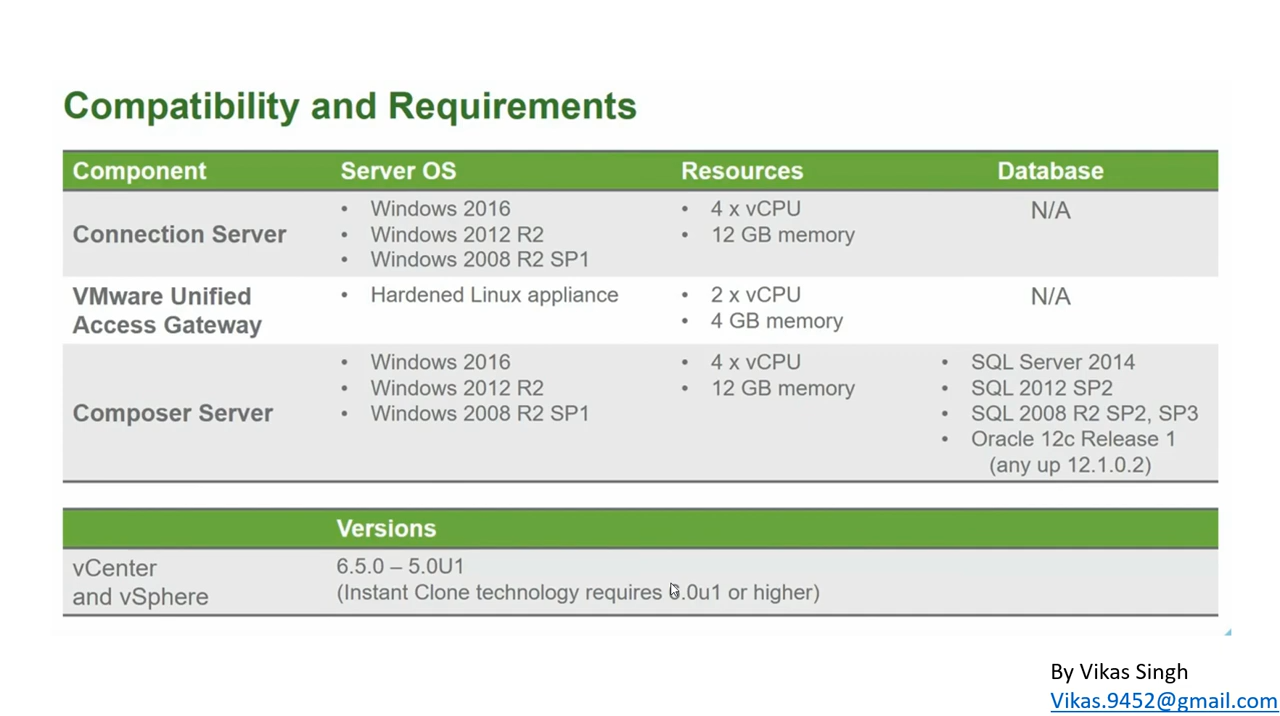 Compatibility and Requirements
Component Server OS Resources Database
Connection Server
• Windows 2016
• Windows 2012 R2
• Windows 2008 R2 SP1
• 4 x vCPU
• 12 GB memory
N/A
VMware Unified
Access Gateway
• Hardened Linux appliance
• 2 x vCPU
• 4 GB memory
N/A
Composer Server
• Windows 2016
• Windows 2012 R2
• Windows 2008 R2 SP1
• 4 x vCPU
• 12 GB memory
• SQL Server 2014
• SQL 2012 SP2
• SQL 2008 R2 SP2, SP3
• Oracle 12c Release 1
(any up 12.1.0.2)
Versions
vCenter
and vSphere
6.5.0 – 5.0U1
(Instant Clone technology requires 6.0u1 or higher)
By Vikas Singh
Vikas.9452@gmail.com